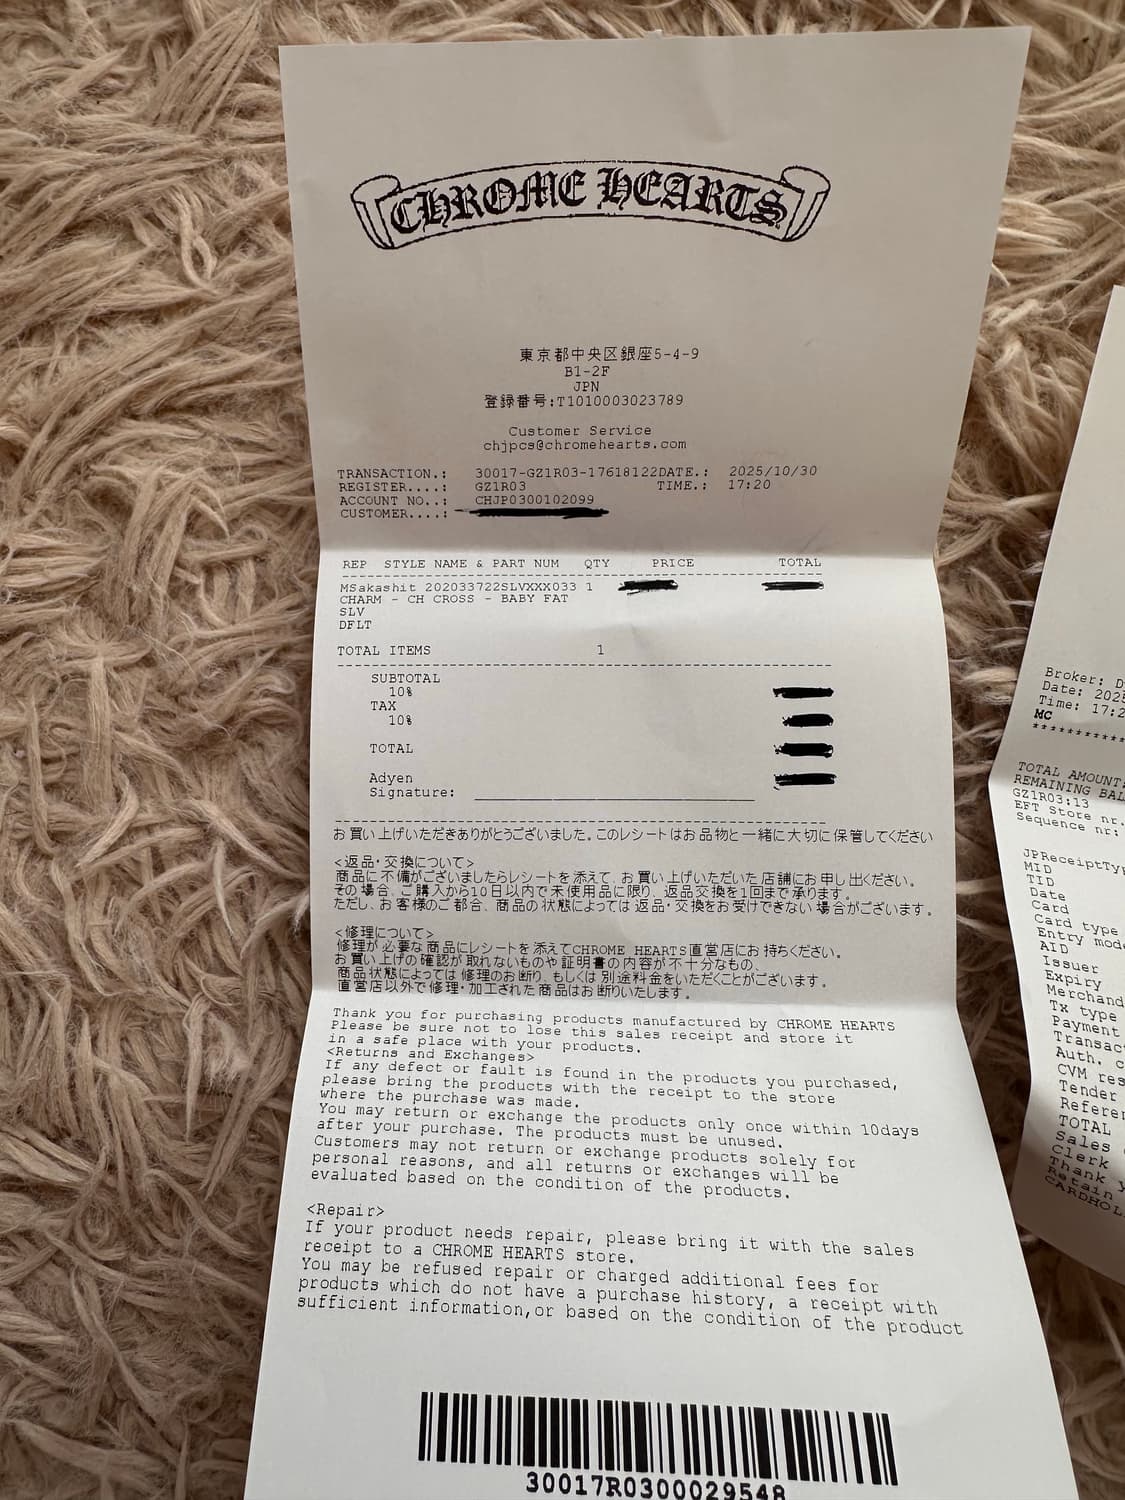 CHROME HEARTS
東京都中央区銀座5-4-9
B1-2F
JPN
登録番号:T1010003023789
Customer Service
chjpcs@chromehearts.com
TRANSACTION.: 30017-GZ1R03-17618122DATE.: 2025/10/30
REGISTER....: GZ1R03 TIME.: 17:20
ACCOUNT NO..: CHJP0300102099
CUSTOMER....:
REP STYLE NAME & PART NUM QTY PRICE TOTAL
MSakashit 202033722SLVXXX033 1
CHARM - CH CROSS - BABY FAT
SLV
DFLT
TOTAL ITEMS 1
SUBTOTAL
10%
TAX
10%
TOTAL
Adyen
Signature:
お買い上げいただきありがとうございました。このレシートはお品物と一緒に大切に保管してください
<返品・交換について>
商品に不備がございましたらレシートを添えて、お買い上げいただいた店舗にお申し出ください。
その場合、ご購入から10日以内で未使用品に限り、返品交換を1回まで承ります。
ただし、お客様のご都合、商品の状態によっては返品・交換をお受けできない場合がございます。
<修理について>
修理が必要な商品にレシートを添えてCHROME HEARTS直営店にお持ちください。
お買い上げの確認が取れないものや証明書の内容が不十分なもの、
商品状態によっては修理のお断り、もしくは別途料金をいただくことがございます。
直営店以外で修理・加工された商品はお断りいたします。
Thank you for purchasing products manufactured by CHROME HEARTS
Please be sure not to lose this sales receipt and store it
in a safe place with your products.
<Returns and Exchanges>
If any defect or fault is found in the products you purchased,
please bring the products with the receipt to the store
where the purchase was made.
You may return or exchange the products only once within 10days
after your purchase. The products must be unused.
Customers may not return or exchange products solely for
personal reasons, and all returns or exchanges will be
evaluated based on the condition of the products.
<Repair>
If your product needs repair, please bring it with the sales
receipt to a CHROME HEARTS store.
You may be refused repair or charged additional fees for
products which do not have a purchase history, a receipt with
sufficient information,or based on the condition of the product
30017R0300029548
Broker:
Date:
Time:
MC
***********
TOTAL AMOUNT:
REMAINING
GZ1R03:13
EFT Store nr.
Sequence nr:
MID
TID
Date
Card
Card type
Entry
AID
Issuer
Expiry
Tx type
Payment
Auth.
CVM
Tender
TOTAL
Sales
Clerk
Thank
Retain